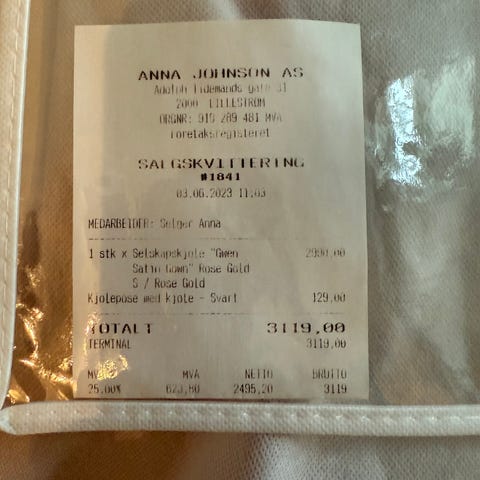 ANNA JOHNSON AS
Adolph Tidemands gate 31
2000 LILLESTRØM
ORGNR: 919 289 481 MVA
Foretaksregisteret
SALGSKVITTERING
#1841
03.06.2023 11:03
MEDARBEIDER: Selger Anna
1 stk x Selskapskjole "Gwen 2990,00
Satin Gown" Rose Gold
S / Rose Gold
Kjolepose med kjole - Svart 129,00
TOTALT 3119,00
TERMINAL 3119,00
MVA NETTO BRUTTO
25.00% 623,80 2495,20 3119